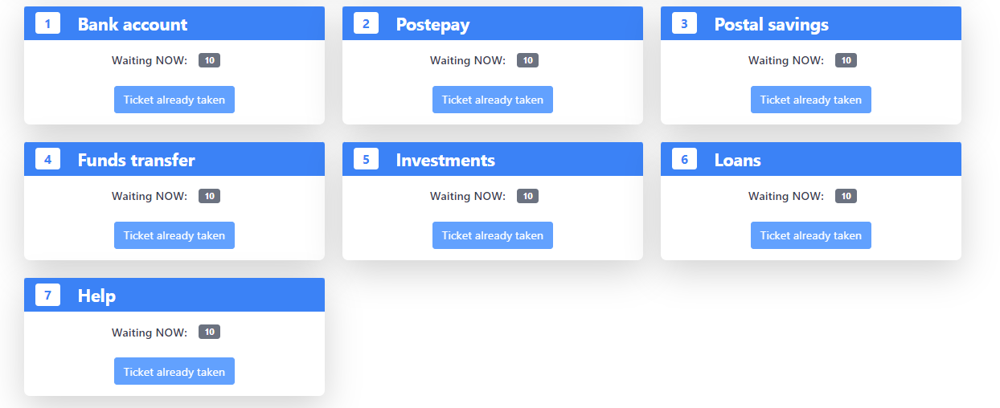 1 Bank account
Waiting NOW: 10
Ticket already taken
2 Postepay
Waiting NOW: 10
Ticket already taken
3 Postal savings
Waiting NOW: 10
Ticket already taken
4 Funds transfer
Waiting NOW: 10
Ticket already taken
5 Investments
Waiting NOW: 10
Ticket already taken
6 Loans
Waiting NOW: 10
Ticket already taken
7 Help
Waiting NOW: 10
Ticket already taken